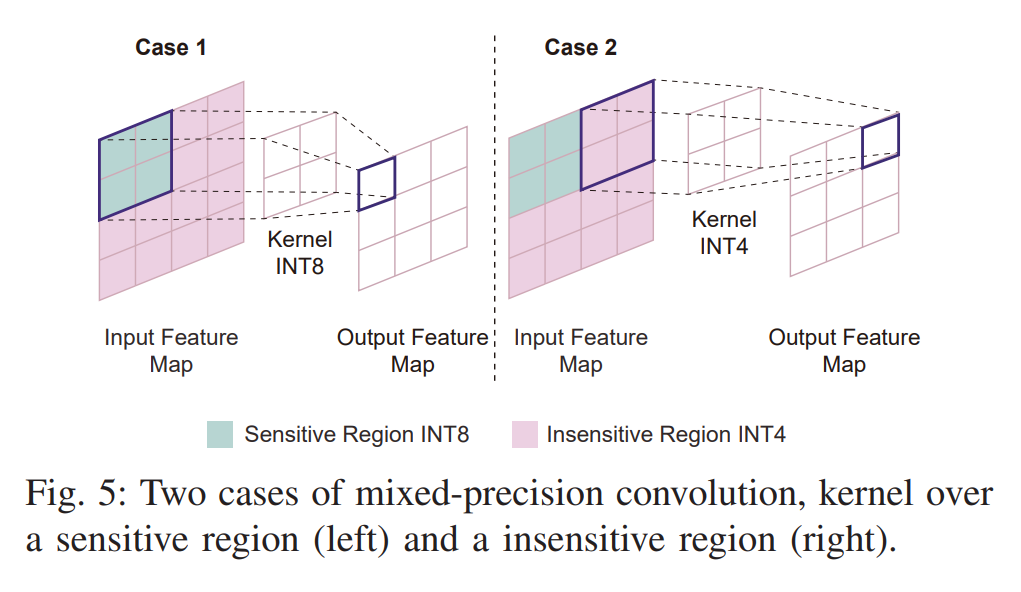 Case 1
Case 2
Kernel
INT8
Kernel
INT4
Input Feature
Map
Output Feature
Map
Input Feature
Map
Output Feature
Map
Sensitive Region INT8
Insensitive Region INT4
Fig. 5: Two cases of mixed-precision convolution, kernel over
a sensitive region (left) and a insensitive region (right).